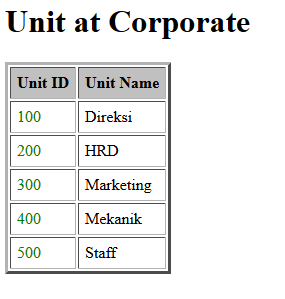 Unit at Corporate
Unit ID Unit Name
100 Direksi
200 HRD
300 Marketing
400 Mekanik
500 Staff